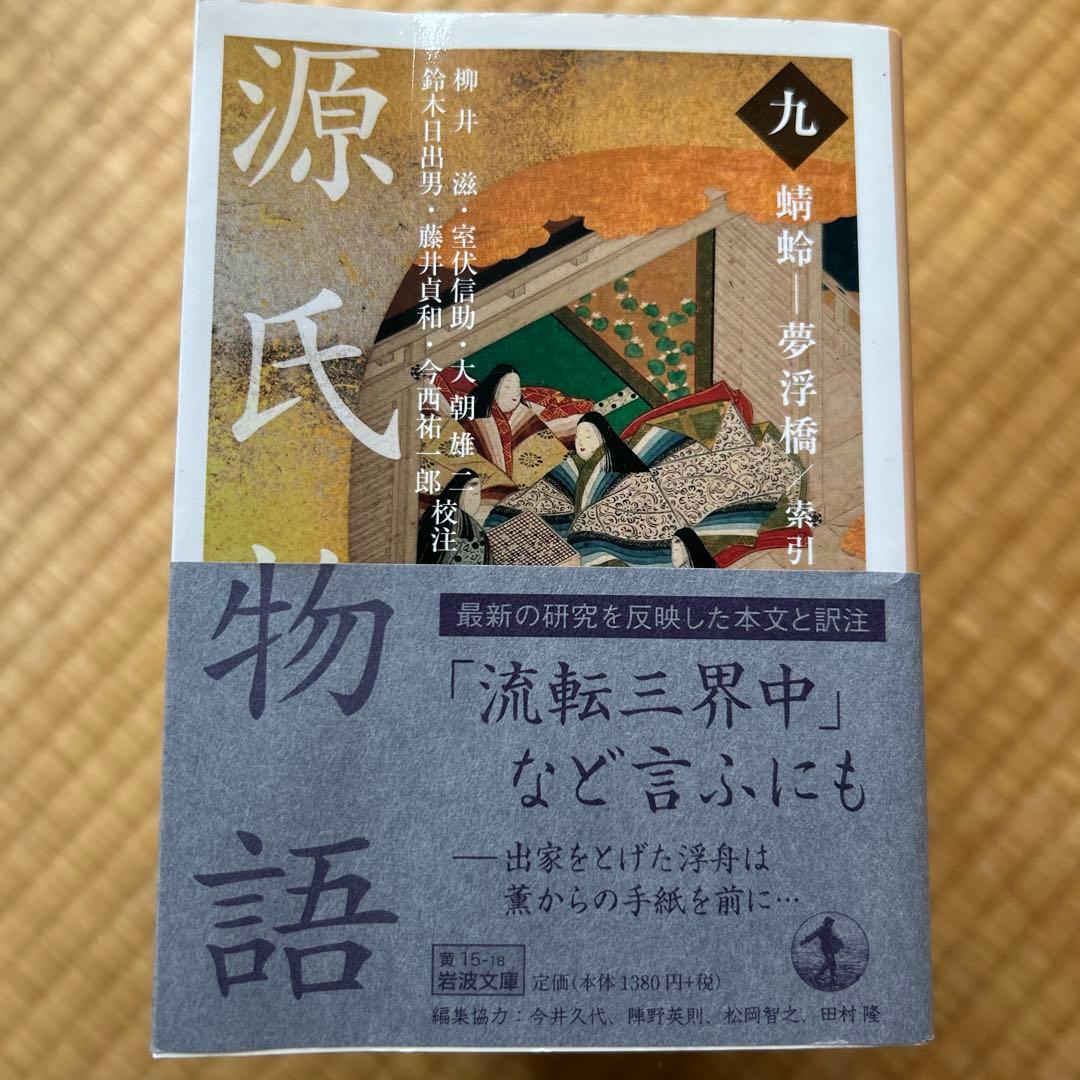 九
蜻蛉―夢浮橋／索引
柳井 滋・室伏信助・大朝雄二
鈴木日出男・藤井貞和・今西祐一郎 校注
源氏物語
最新の研究を反映した本文と訳注
「流転三界中」
など言ふにも
―出家をとげた浮舟は
薫からの手紙を前に…
黄15-18
岩波文庫
定価(本体1380円+税)
編集協力：今井久代、陣野英則、松岡智之、田村 隆